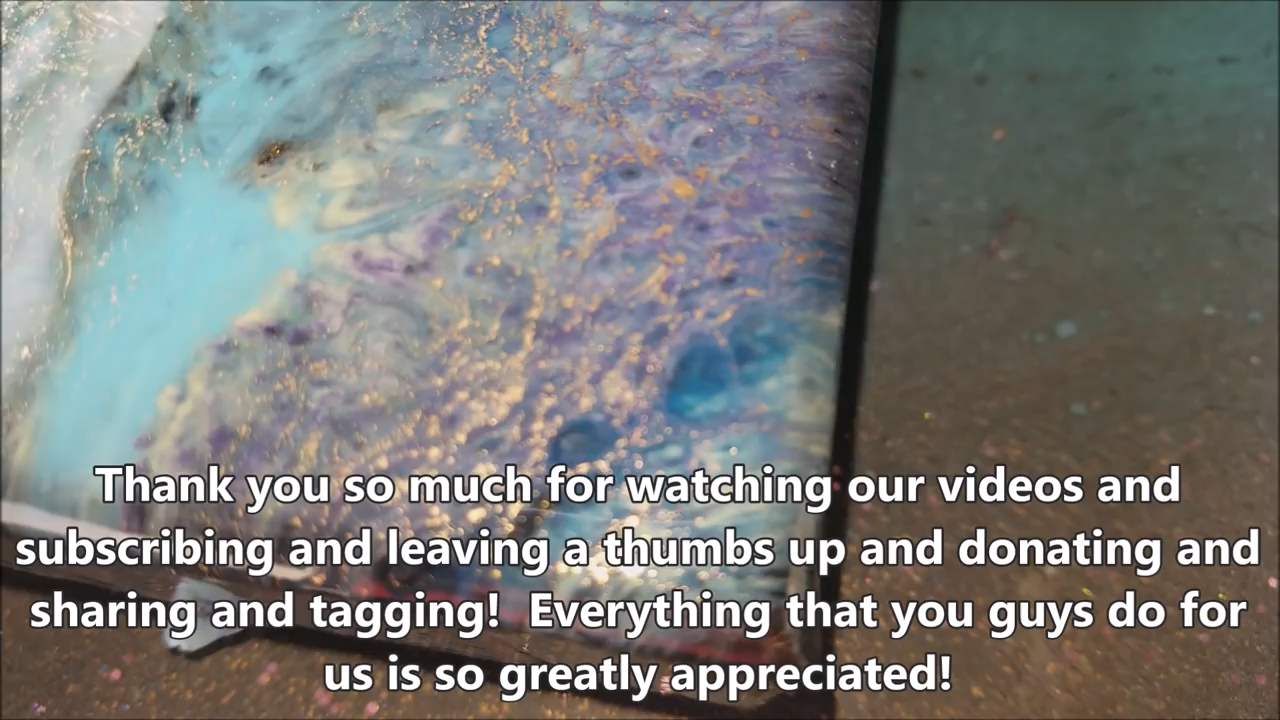 Thank you so much for watching our videos and
subscribing and leaving a thumbs up and donating and
sharing and tagging!  Everything that you guys do for
us is so greatly appreciated!